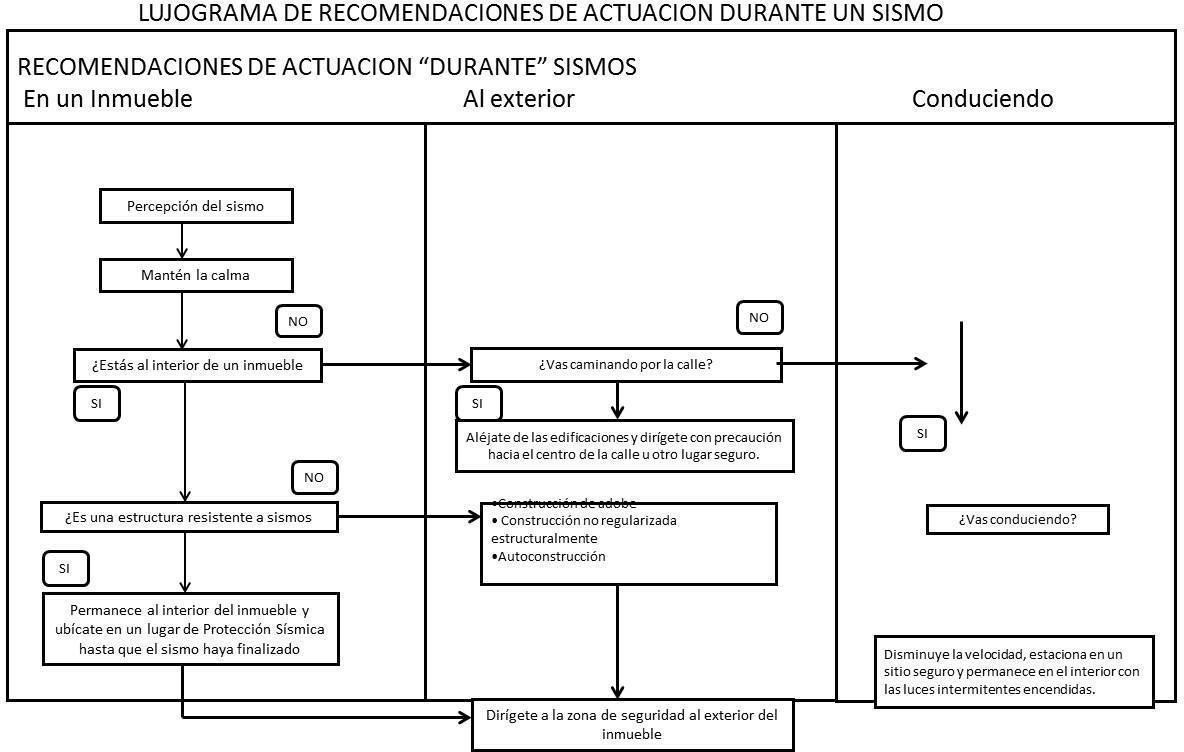 LUJOGRAMA DE RECOMENDACIONES DE ACTUACION DURANTE UN SISMO
RECOMENDACIONES DE ACTUACION “DURANTE” SISMOS
En un Inmueble
Al exterior
Conduciendo
Percepción del sismo
Mantén la calma
NO
¿Estás al interior de un inmueble
SI
NO
¿Es una estructura resistente a sismos
SI
Permanece al interior del inmueble y
ubícate en un lugar de Protección Sísmica
hasta que el sismo haya finalizado
NO
¿Vas caminando por la calle?
SI
Aléjate de las edificaciones y dirígete con precaución
hacia el centro de la calle u otro lugar seguro.
•Construcción de adobe
• Construcción no regularizada
estructuralmente
•Autoconstrucción
Dirígete a la zona de seguridad al exterior del
inmueble
SI
¿Vas conduciendo?
Disminuye la velocidad, estaciona en un
sitio seguro y permanece en el interior con
las luces intermitentes encendidas.